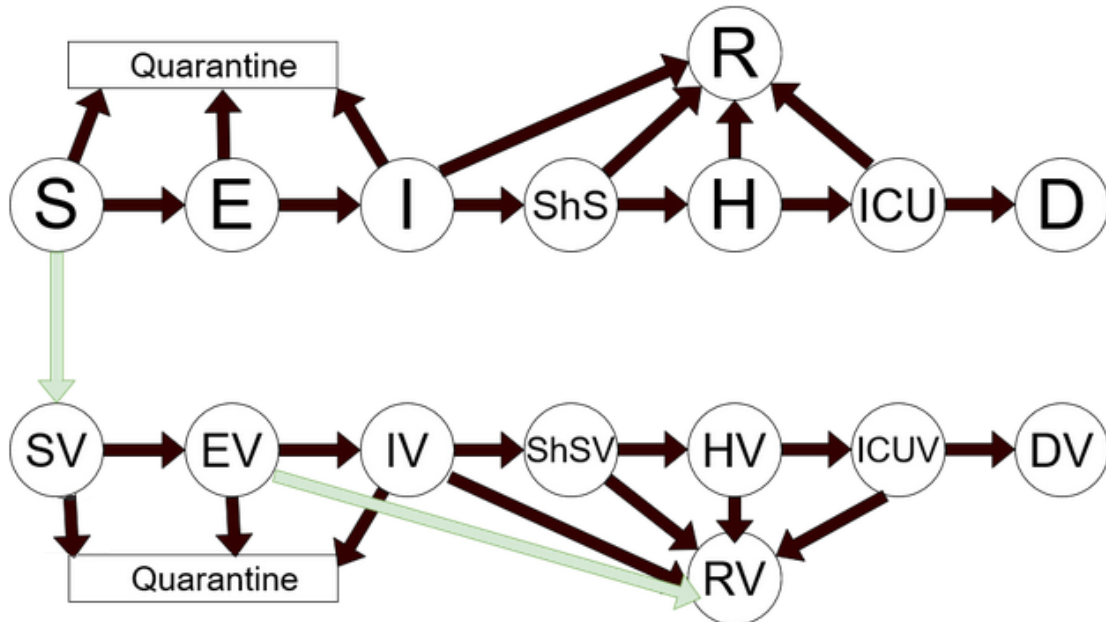 R
Quarantine
S
E
I
ShS
H
ICU
D
SV
EV
IV
ShSV
HV
ICUV
DV
Quarantine
RV